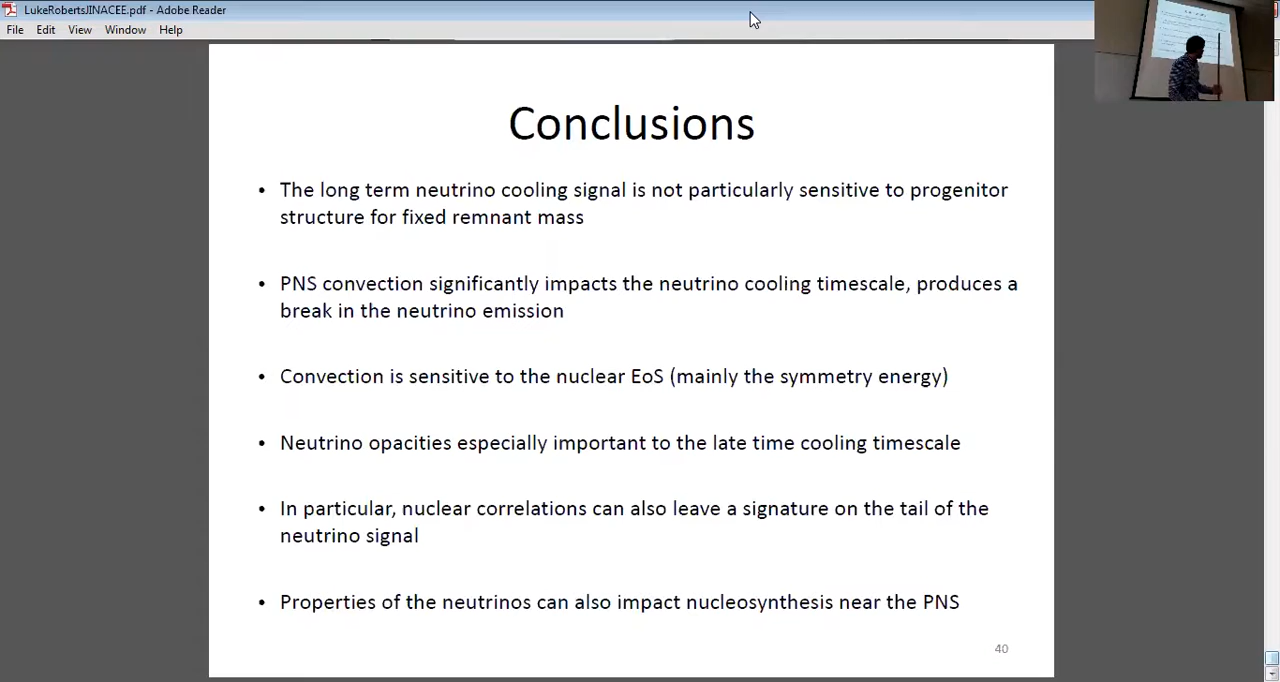 LukeRobertsJINACEE.pdf - Adobe Reader
File Edit View Window Help
Conclusions
• The long term neutrino cooling signal is not particularly sensitive to progenitor
structure for fixed remnant mass
• PNS convection significantly impacts the neutrino cooling timescale, produces a
break in the neutrino emission
• Convection is sensitive to the nuclear EoS (mainly the symmetry energy)
• Neutrino opacities especially important to the late time cooling timescale
• In particular, nuclear correlations can also leave a signature on the tail of the
neutrino signal
• Properties of the neutrinos can also impact nucleosynthesis near the PNS
40